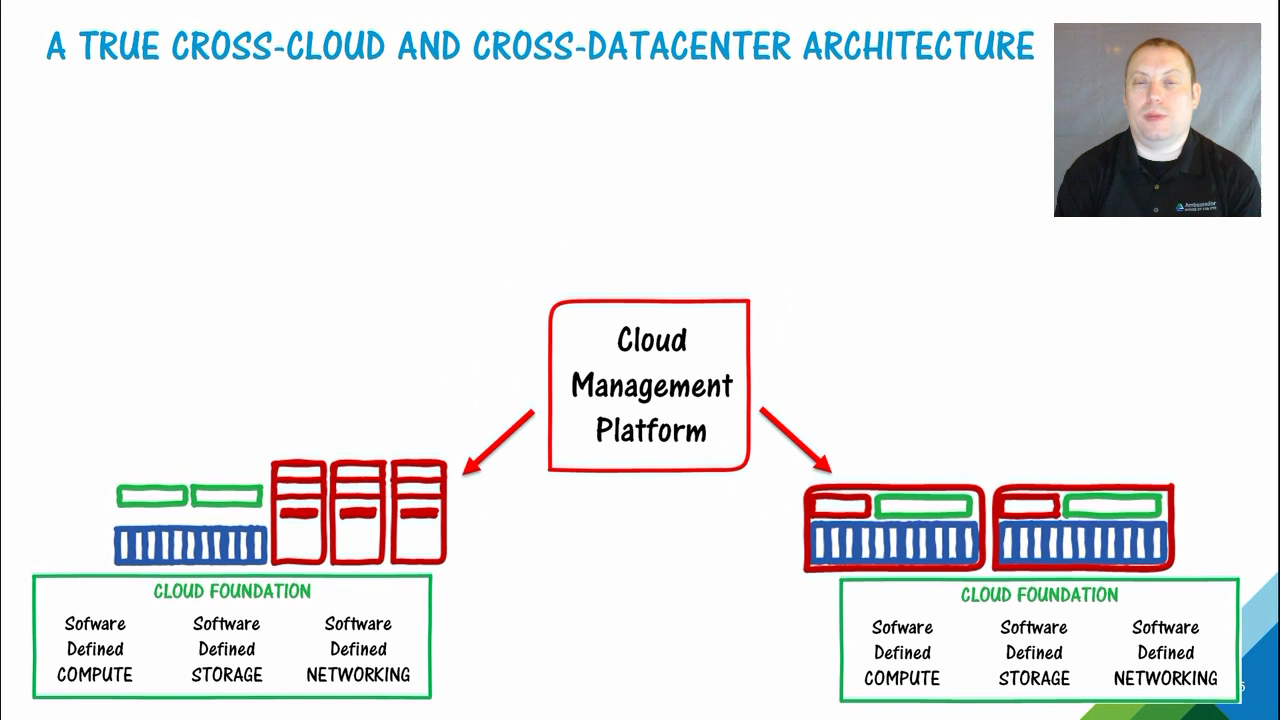 A TRUE CROSS-CLOUD AND CROSS-DATACENTER ARCHITECTURE
Ambassador
Cloud
Management
Platform
CLOUD FOUNDATION
Sofware Software Software
Defined Defined Defined
COMPUTE STORAGE NETWORKING
CLOUD FOUNDATION
Sofware Software Software
Defined Defined Defined
COMPUTE STORAGE NETWORKING